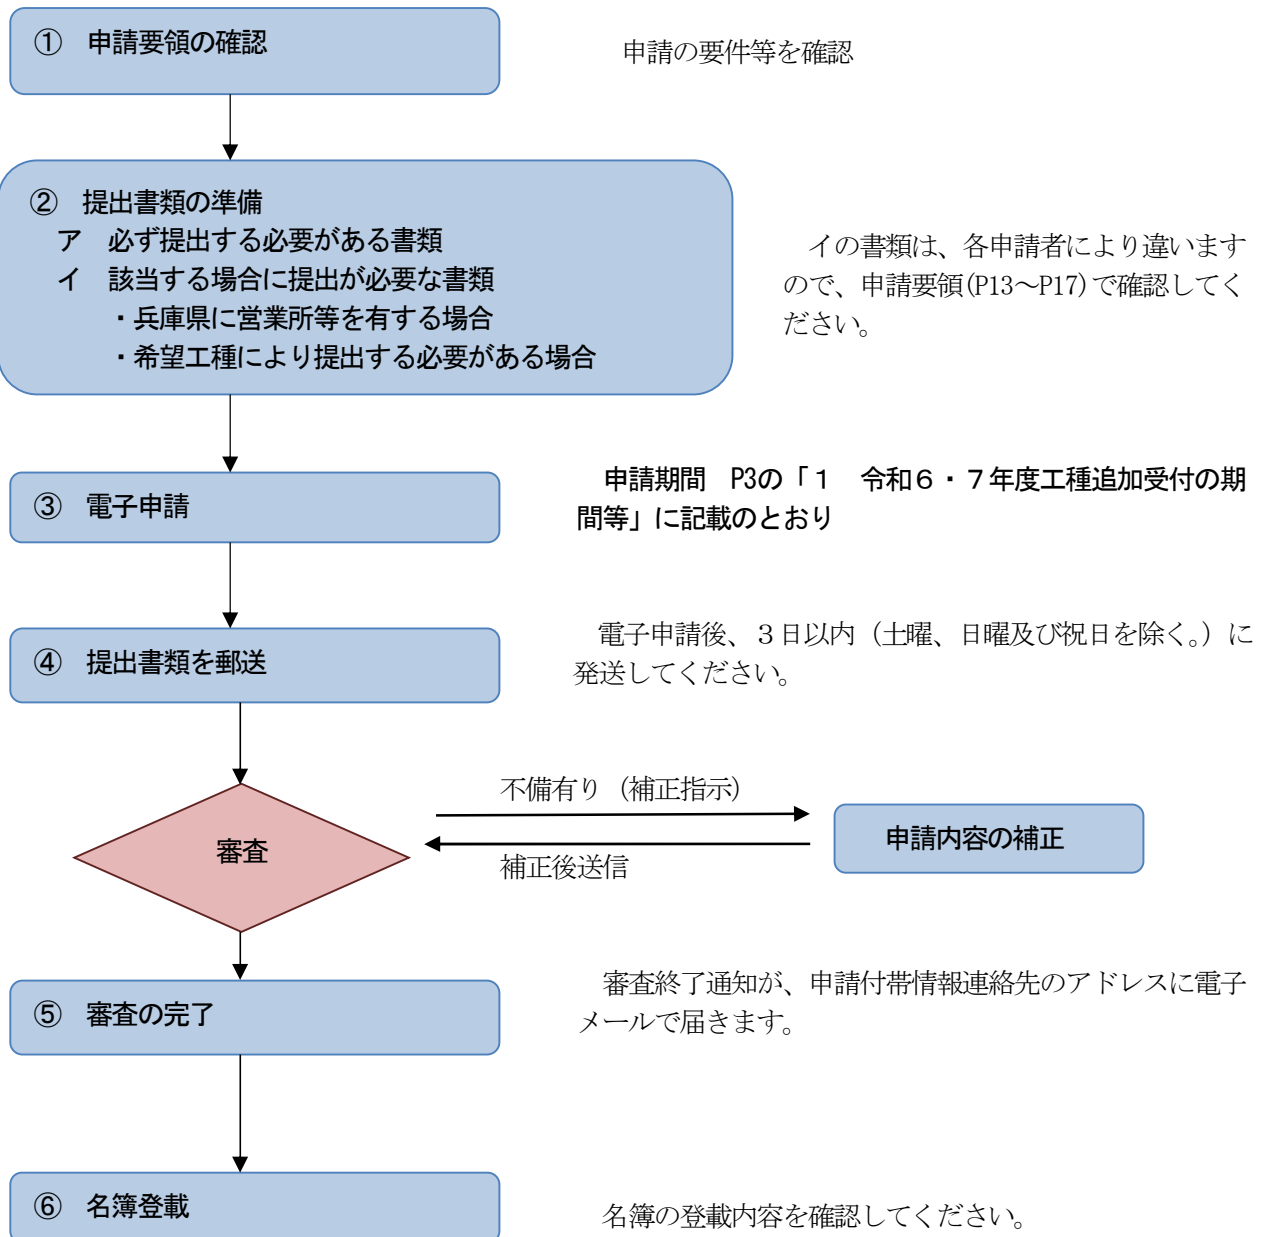 ① 申請要領の確認
申請の要件等を確認
② 提出書類の準備
ア 必ず提出する必要がある書類
イ 該当する場合に提出が必要な書類
・兵庫県に営業所等を有する場合
・希望工種により提出する必要がある場合
イの書類は、各申請者により違います
ので、申請要領(P13~P17)で確認してく
ださい。
③ 電子申請
申請期間 P3の「1 令和6・7年度工種追加受付の期
間等」に記載のとおり
④ 提出書類を郵送
電子申請後、3日以内(土曜、日曜及び祝日を除く。)に
発送してください。
審査
不備有り(補正指示)
補正後送信
申請内容の補正
⑤ 審査の完了
審査終了通知が、申請付帯情報連絡先のアドレスに電子
メールで届きます。
⑥ 名簿登載
名簿の登載内容を確認してください。